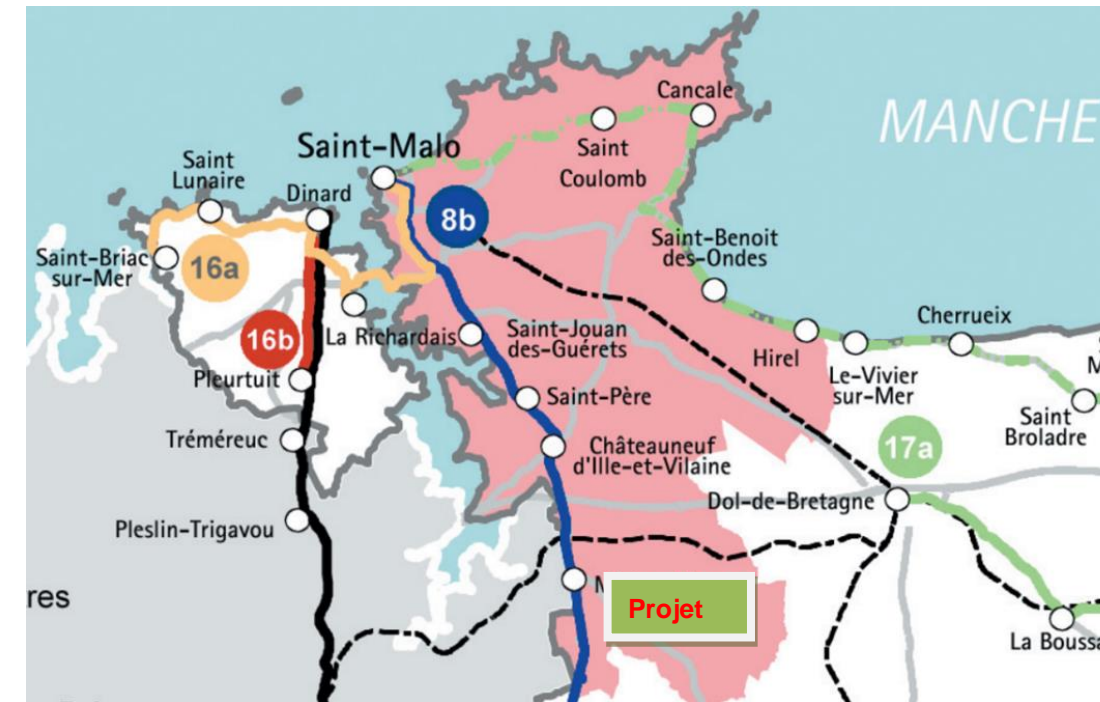 Cancale
MANCHE
Saint-Malo
Saint
Coulomb
Saint
Lunaire
Dinard
8b
Saint-Briac
sur-Mer
16a
Saint-Benoit
des-Ondes
16b
La Richardais
Saint-Jouan
des-Guérets
Hirel
Cherrueix
Le-Vivier
sur-Mer
M
Pleurtuit
Saint-Père
Saint
Broladre
Tréméreuc
Châteauneuf
d'Ille-et-Vilaine
17a
Dol-de-Bretagne
Pleslin-Trigavou
res
Projet
La Boussa